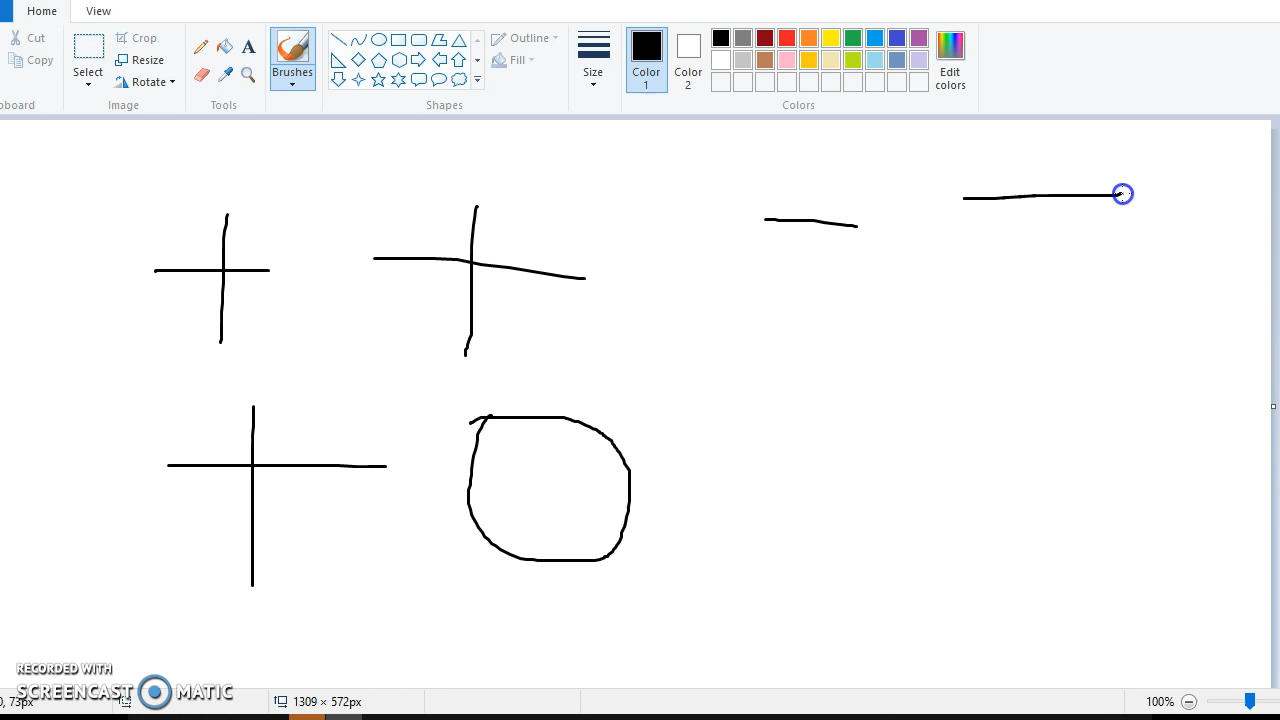 Home View
Cut
Copy
Select
Crop
Resize
Rotate
A
Brushes
Outline
Fill
Size
Color
1
Color
2
Edit
colors
Image Tools Shapes Colors
+ + - -
+ O
RECORDED WITH
SCREENCAST MATIC
, 73px 1309 × 572px 100%